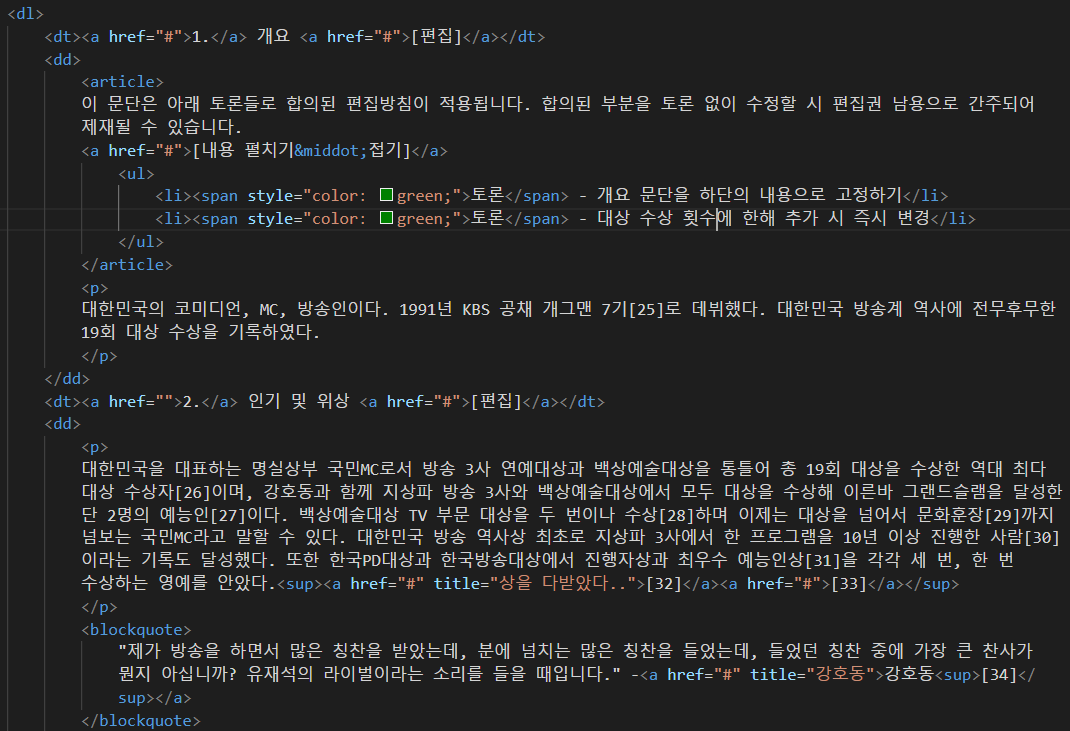 <dl>
<dt><a href="#">1.</a> 개요 <a href="#">[편집]</a></dt>
<dd>
<article>
이 문단은 아래 토론들로 합의된 편집방침이 적용됩니다. 합의된 부분을 토론 없이 수정할 시 편집권 남용으로 간주되어
제재될 수 있습니다.
<a href="#">[내용 펼치기&middot;접기]</a>
<ul>
<li><span style="color: green;">토론</span> - 개요 문단을 하단의 내용으로 고정하기</li>
<li><span style="color: green;">토론</span> - 대상 수상 횟수에 한해 추가 시 즉시 변경</li>
</ul>
</article>
<p>
대한민국의 코미디언, MC, 방송인이다. 1991년 KBS 공채 개그맨 7기[25]로 데뷔했다. 대한민국 방송계 역사에 전무후무한
19회 대상 수상을 기록하였다.
</p>
</dd>
<dt><a href="">2.</a> 인기 및 위상 <a href="#">[편집]</a></dt>
<dd>
<p>
대한민국을 대표하는 명실상부 국민MC로서 방송 3사 연예대상과 백상예술대상을 통틀어 총 19회 대상을 수상한 역대 최다
대상 수상자[26]이며, 강호동과 함께 지상파 방송 3사와 백상예술대상에서 모두 대상을 수상해 이른바 그랜드슬램을 달성한
단 2명의 예능인[27]이다. 백상예술대상 TV 부문 대상을 두 번이나 수상[28]하며 이제는 대상을 넘어서 문화훈장[29]까지
넘보는 국민MC라고 말할 수 있다. 대한민국 방송 역사상 최초로 지상파 3사에서 한 프로그램을 10년 이상 진행한 사람[30]
이라는 기록도 달성했다. 또한 한국PD대상과 한국방송대상에서 진행자상과 최우수 예능인상[31]을 각각 세 번, 한 번
수상하는 영예를 안았다.<sup><a href="#" title="상을 다받았다..">[32]</a><a href="#">[33]</a></sup>
</p>
<blockquote>
"제가 방송을 하면서 많은 칭찬을 받았는데, 분에 넘치는 많은 칭찬을 들었는데, 들었던 칭찬 중에 가장 큰 찬사가
뭔지 아십니까? 유재석의 라이벌이라는 소리를 들을 때입니다." -<a href="#" title="강호동">강호동<sup>[34]</
sup></a>
</blockquote>